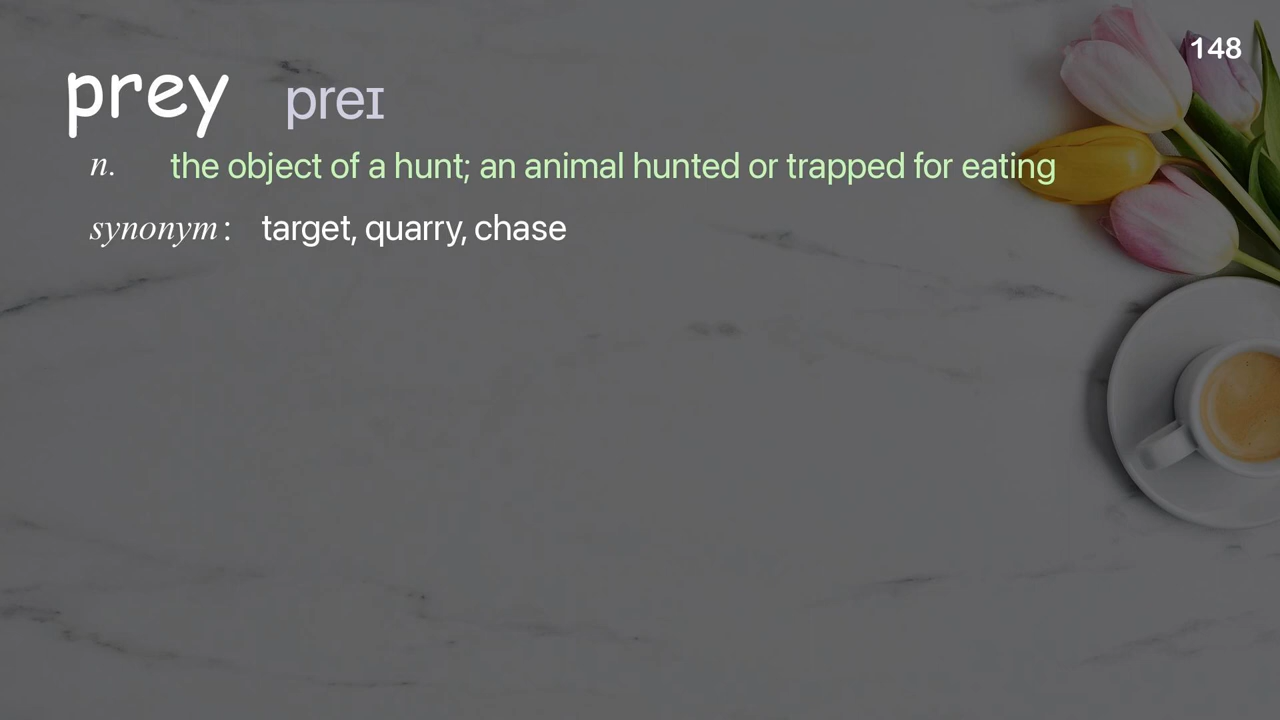 148
prey preɪ
n. the object of a hunt; an animal hunted or trapped for eating
synonym : target, quarry, chase